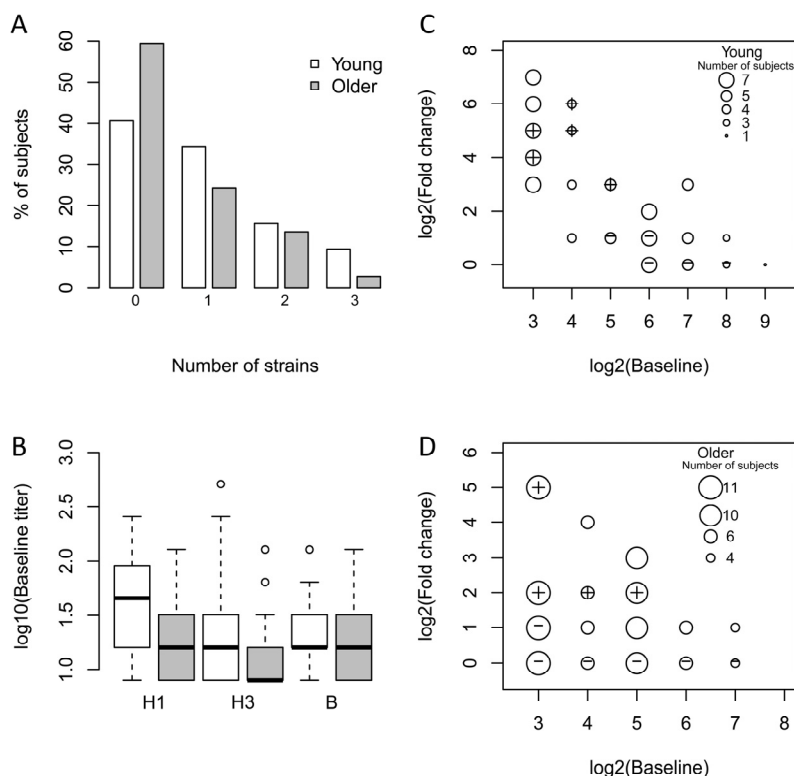 A
% of subjects
60
50
40
30
20
10
0
Young
Older
0 1 2 3
Number of strains
B
log10(Baseline titer)
3.0
2.5
2.0
1.5
1.0
H1 H3 B
C
log2(Fold change)
8
6
4
2
0
Young
Number of subjects
7
5
4
3
1
3 4 5 6 7 8 9
log2(Baseline)
D
log2(Fold change)
6
5
4
3
2
1
0
Older
Number of subjects
11
10
6
4
3 4 5 6 7 8
log2(Baseline)